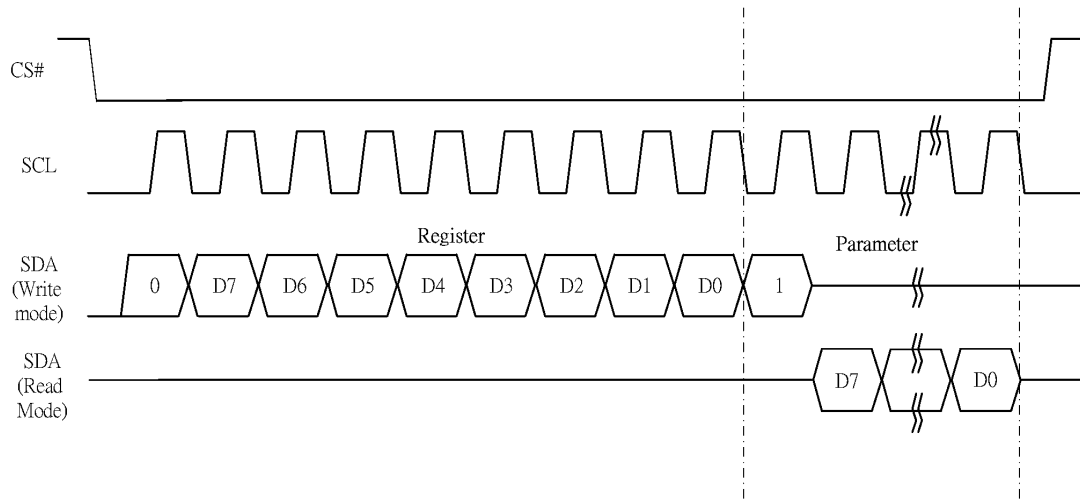 CS#
SCL
Register
Parameter
SDA
(Write
mode)
0 D7 D6 D5 D4 D3 D2 D1 D0 1
SDA
(Read
Mode)
D7 D0